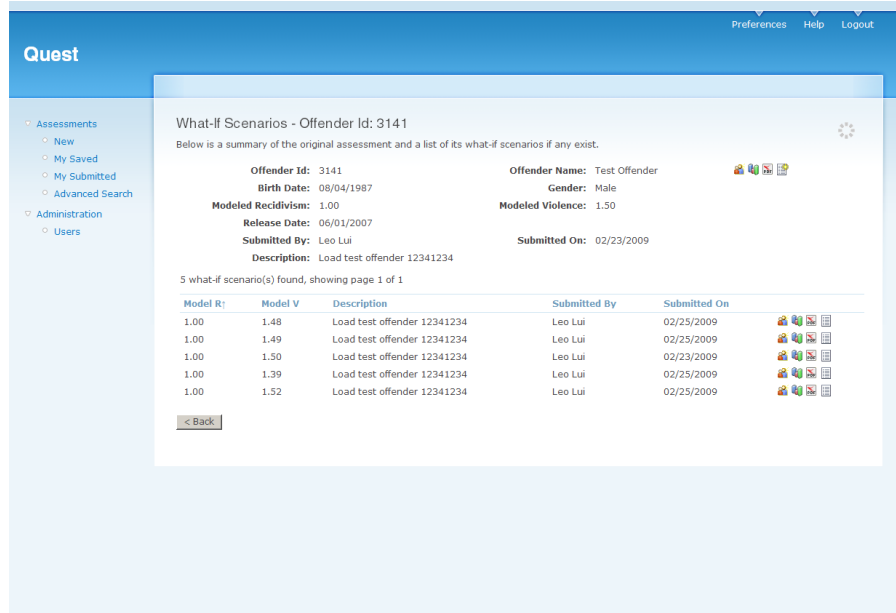 Preferences Help Logout
Quest
Assessments
New
My Saved
My Submitted
Advanced Search
Administration
Users
What-If Scenarios - Offender Id: 3141
Below is a summary of the original assessment and a list of its what-if scenarios if any exist.
Offender Id: 3141 Offender Name: Test Offender
Birth Date: 08/04/1987 Gender: Male
Modeled Recidivism: 1.00 Modeled Violence: 1.50
Release Date: 06/01/2007
Submitted By: Leo Lui Submitted On: 02/23/2009
Description: Load test offender 12341234
5 what-if scenario(s) found, showing page 1 of 1
Model R↑ Model V Description Submitted By Submitted On
1.00 1.48 Load test offender 12341234 Leo Lui 02/25/2009
1.00 1.49 Load test offender 12341234 Leo Lui 02/25/2009
1.00 1.50 Load test offender 12341234 Leo Lui 02/23/2009
1.00 1.39 Load test offender 12341234 Leo Lui 02/25/2009
1.00 1.52 Load test offender 12341234 Leo Lui 02/25/2009
< Back